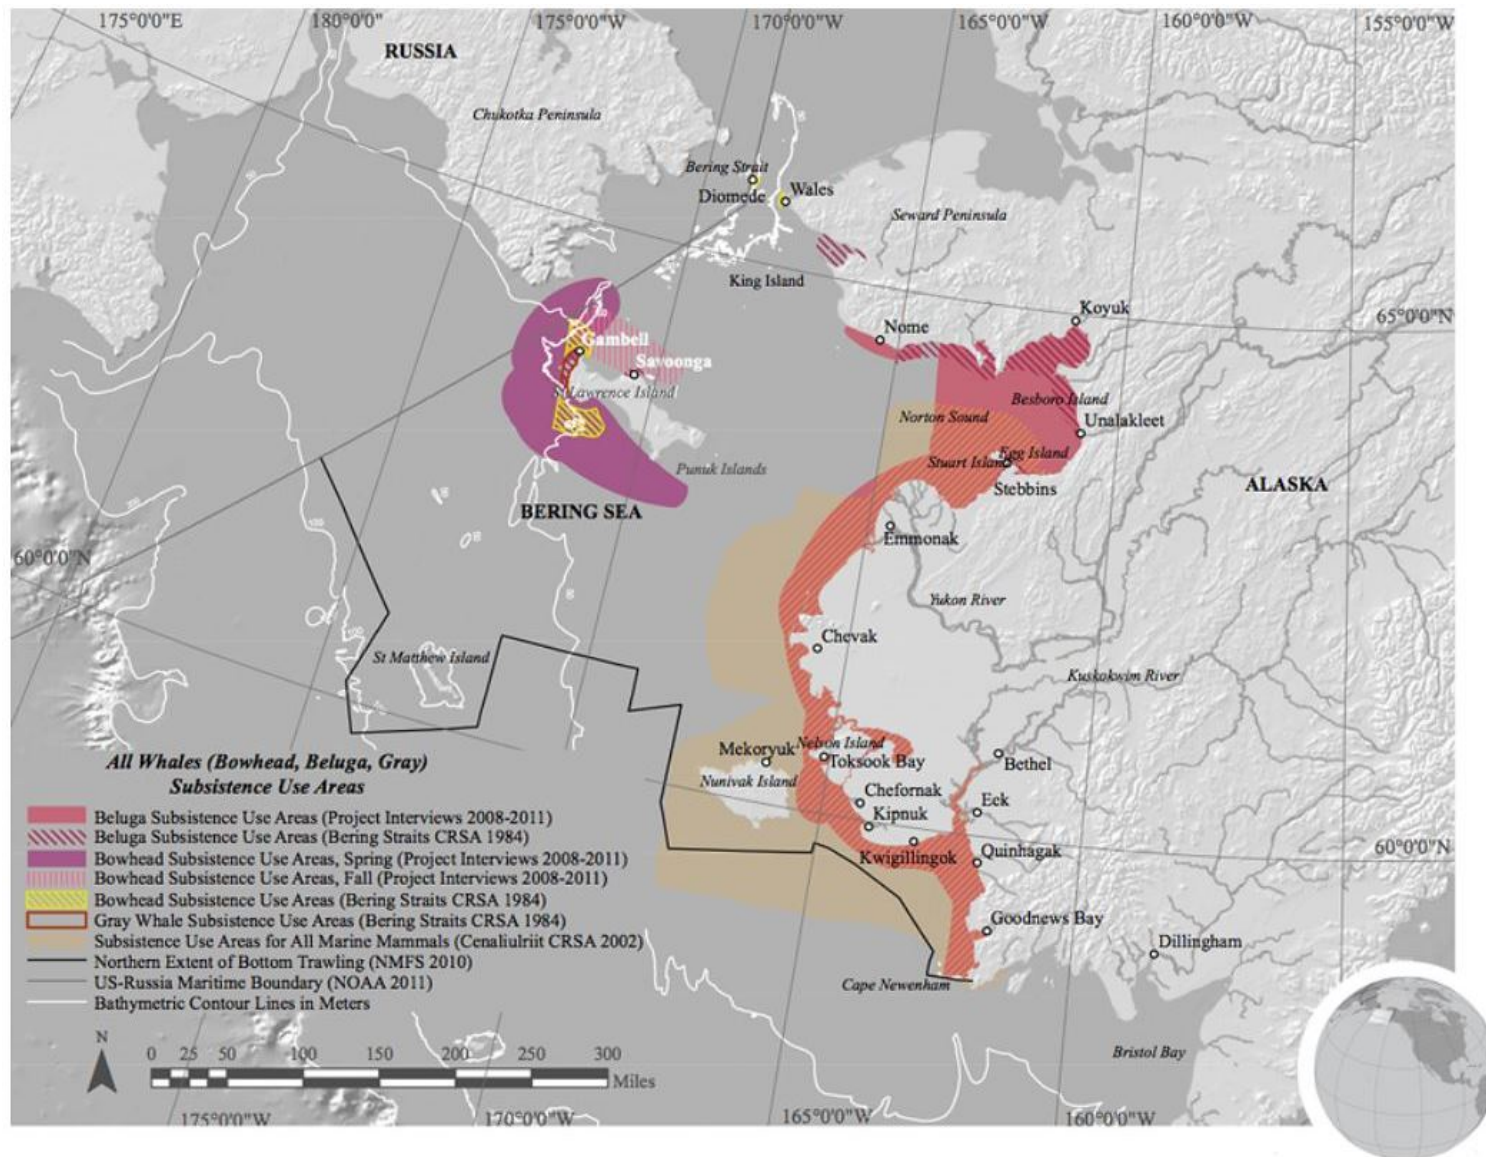 175°0'0"E
180°0'0"
175°0'0"W
170°0'0"W
165°0'0"W
160°0'0"W
155°0'0"W
RUSSIA
Chukotka Peninsula
Bering Strait
Diomede
Wales
Seward Peninsula
King Island
Koyuk
65°0'0"N
Nome
Gambell
Savoonga
St Lawrence Island
Besboro Island
Norton Sound
Unalakleet
Egg Island
Stuart Island
Punuk Islands
Stebbins
ALASKA
BERING SEA
Emmonak
60°0'0"N
Yukon River
Chevak
St Matthew Island
Kuskokwim River
Mekoryuk
Nelson Island
Toksook Bay
Bethel
Nunivak Island
Chefornak
Eek
Kipnuk
Kwigillingok
Quinhagak
60°0'0"N
Goodnews Bay
Dillingham
Cape Newenham
Bristol Bay
All Whales (Bowhead, Beluga, Gray)
Subsistence Use Areas
Beluga Subsistence Use Areas (Project Interviews 2008-2011)
Beluga Subsistence Use Areas (Bering Straits CRSA 1984)
Bowhead Subsistence Use Areas, Spring (Project Interviews 2008-2011)
Bowhead Subsistence Use Areas, Fall (Project Interviews 2008-2011)
Bowhead Subsistence Use Areas (Bering Straits CRSA 1984)
Gray Whale Subsistence Use Areas (Bering Straits CRSA 1984)
Subsistence Use Areas for All Marine Mammals (Cenaliulriit CRSA 2002)
Northern Extent of Bottom Trawling (NMFS 2010)
US-Russia Maritime Boundary (NOAA 2011)
Bathymetric Contour Lines in Meters
N
0 25 50 100 150 200 250 300
Miles
175°0'0"W
170°0'0"W
165°0'0"W
160°0'0"W